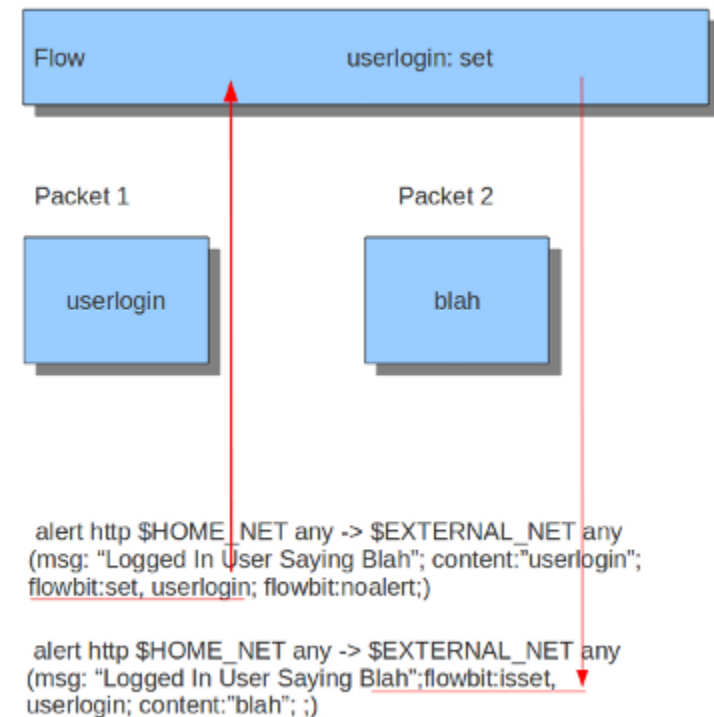 Flow userlogin: set
Packet 1 Packet 2
userlogin blah
alert http $HOME_NET any -> $EXTERNAL_NET any
(msg: “Logged In User Saying Blah”; content:”userlogin”;
flowbit:set, userlogin; flowbit:noalert;)
alert http $HOME_NET any -> $EXTERNAL_NET any
(msg: “Logged In User Saying Blah”;flowbit:isset,
userlogin; content:”blah”; ;)